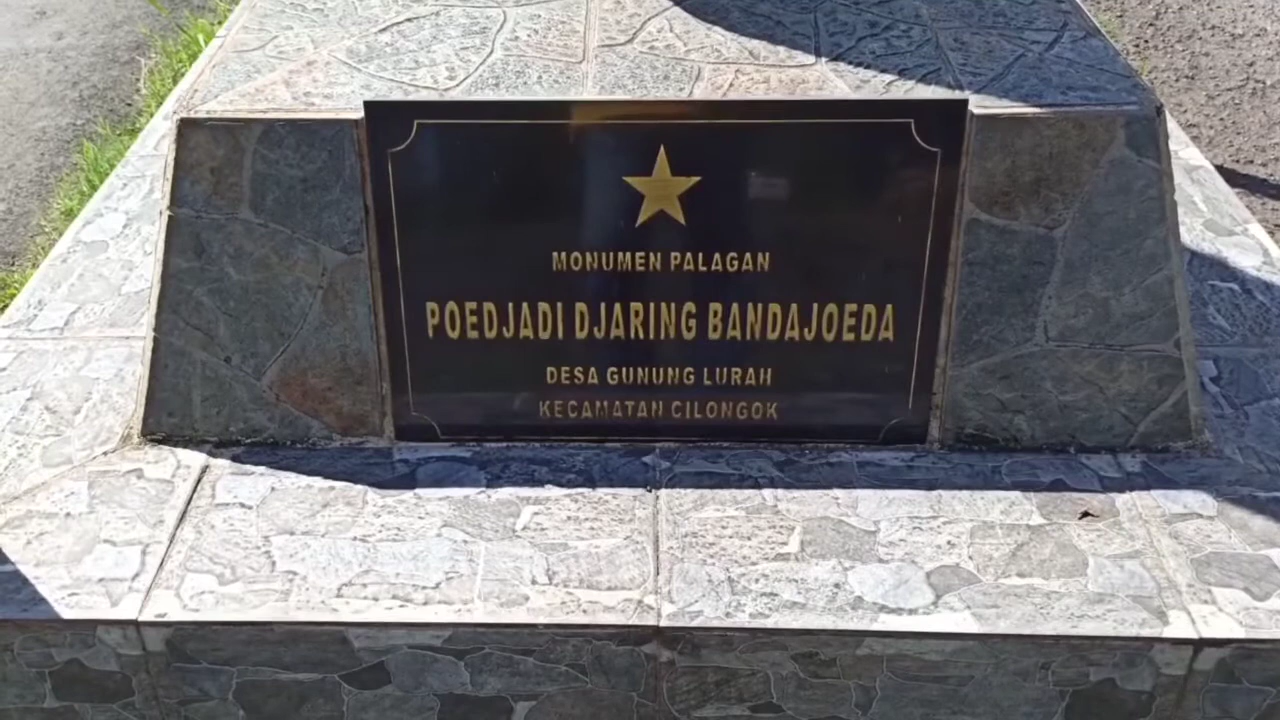 MONUMEN PALAGAN
POEDJADI DJARING BANDAJOEDA
DESA GUNUNG LURAH
KECAMATAN CILONGOK